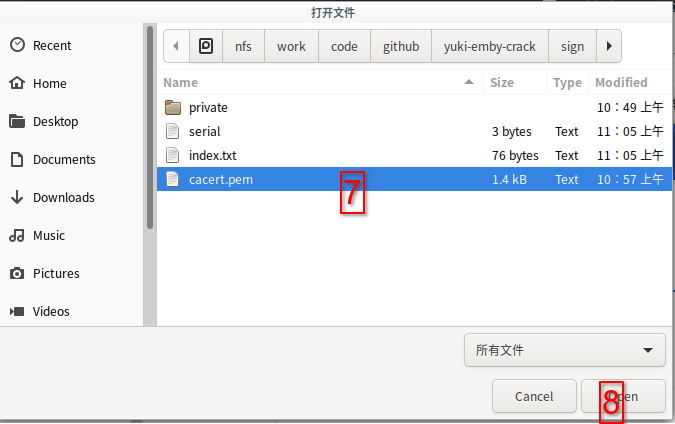 打开文件
Recent
Home
Desktop
Documents
Downloads
Music
Pictures
Videos
nfs work code github yuki-emby-crack sign
Name Size Type Modified
private 10：49 上午
serial 3 bytes Text 11：05 上午
index.txt 76 bytes Text 11：05 上午
cacert.pem 1.4 kB Text 10：57 上午
7
所有文件
Cancel
8